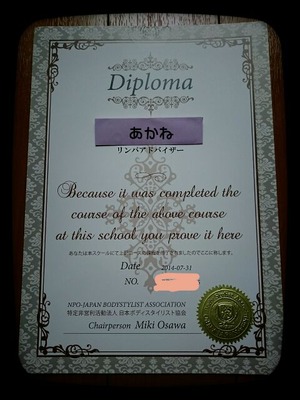 Diploma
あかね
リンパアドバイザー
Because it was completed the
course of the above course
at this school you prove it here
Date 2014-07-31
NO.
NPO-JAPAN BODYSTYLIST ASSOCIATION
特定非営利活動法人 日本ボディスタイリスト協会
Chairperson Miki Osawa